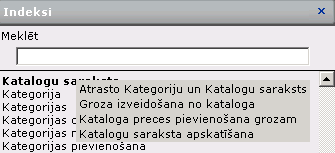 Indeksi
Meklēt
Katalogu saraksts
Kategorija
Atrasto Kategoriju un Katalogu saraksts
Kategorijas
Groza izveidošana no kataloga
Kategorijas
Kataloga preces pievienošana grozam
Kategorijas
Katalogu saraksta apskatīšana
Kategorijas pievienošana